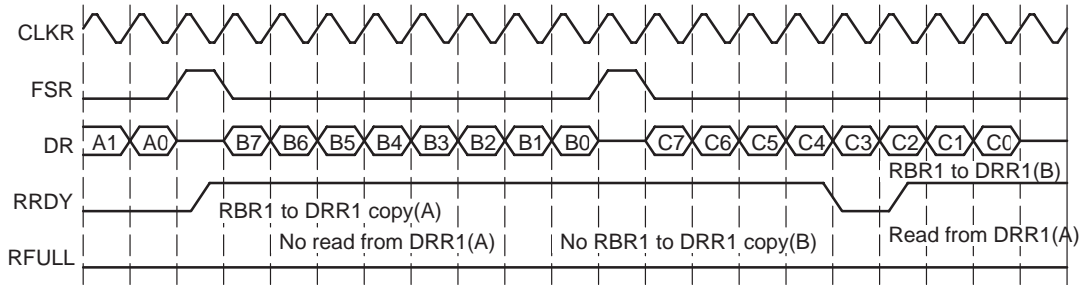 CLKR
FSR
DR A1 A0 B7 B6 B5 B4 B3 B2 B1 B0 C7 C6 C5 C4 C3 C2 C1 C0
RBR1 to DRR1(B)
RRDY
RBR1 to DRR1 copy(A)
No read from DRR1(A) No RBR1 to DRR1 copy(B) Read from DRR1(A)
RFULL